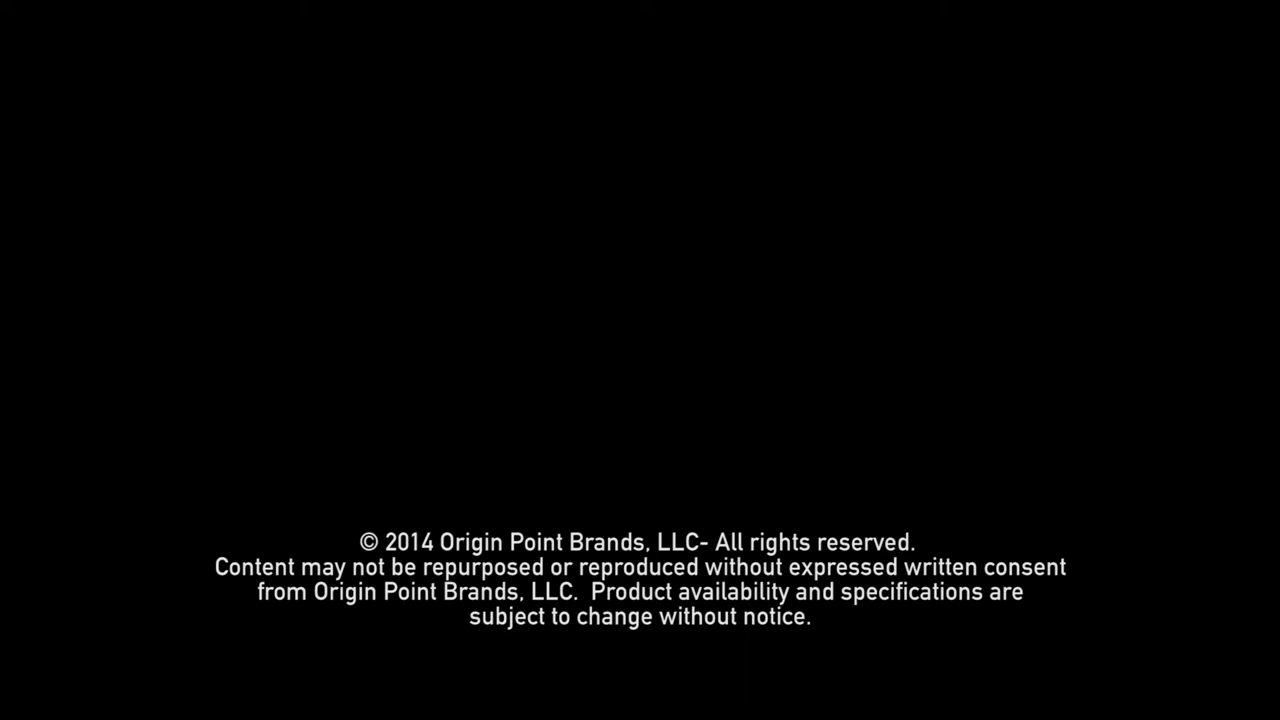 © 2014 Origin Point Brands, LLC- All rights reserved.
Content may not be repurposed or reproduced without expressed written consent
from Origin Point Brands, LLC.  Product availability and specifications are
subject to change without notice.